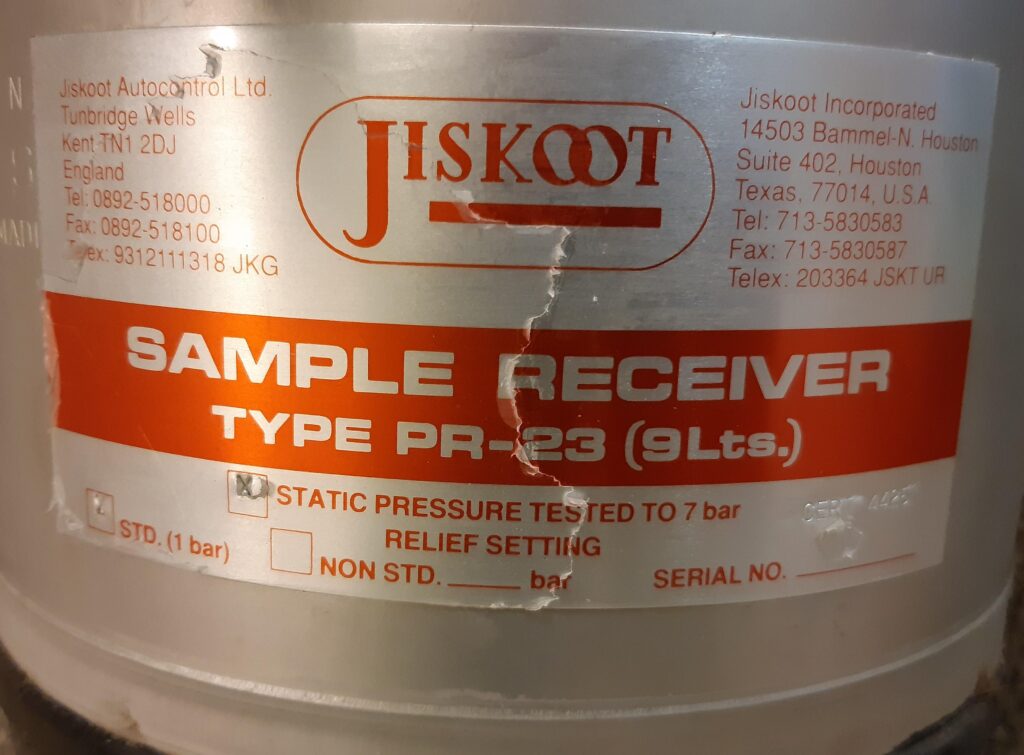 Jiskoot Autocontrol Ltd.
Tunbridge Wells
Kent TN1 2DJ
England
Tel: 0892-518000
Fax: 0892-518100
Telex: 9312111318 JKG
JISKOOT
Jiskoot Incorporated
14503 Bammel-N. Houston
Suite 402, Houston
Texas, 77014, U.S.A.
Tel: 713-5830583
Fax: 713-5830587
Telex: 203364 JSKT UR
SAMPLE RECEIVER
TYPE PR-23 (9Lts.)
STATIC PRESSURE TESTED TO 7 bar
STD. (1 bar)
RELIEF SETTING
NON STD. ______ bar
SERIAL NO. ____________